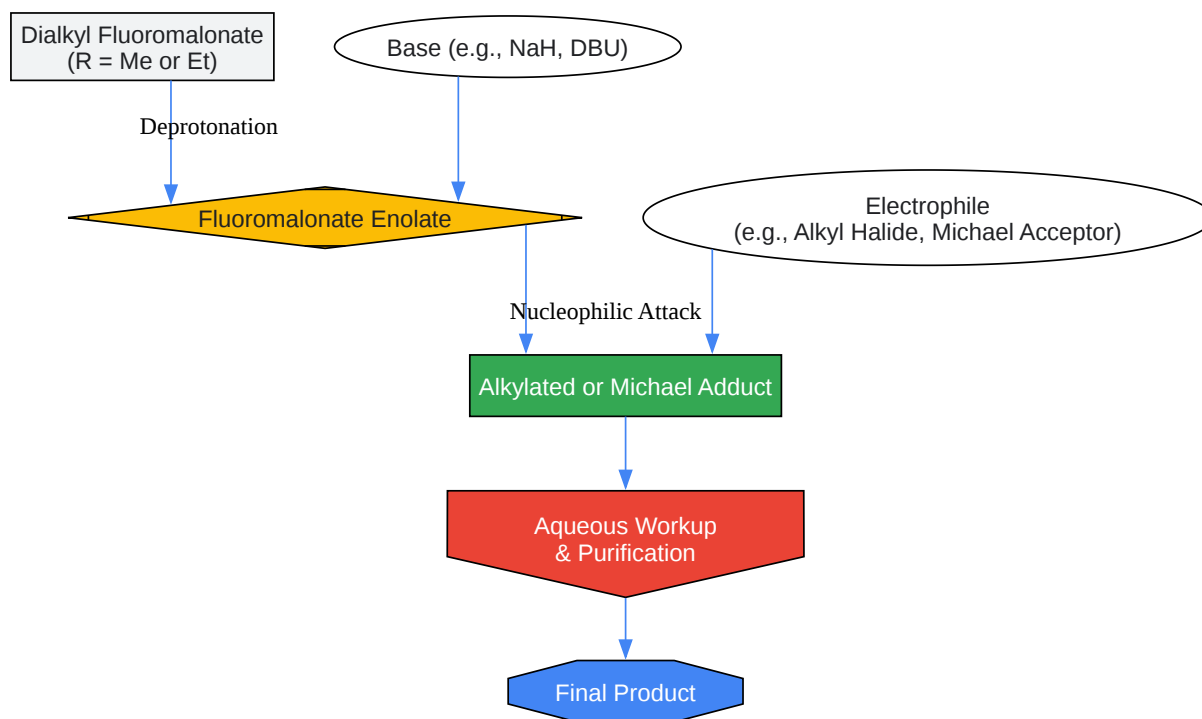 Dialkyl Fluoromalonate
(R = Me or Et)
Base (e.g., NaH, DBU)
Deprotonation
Fluoromalonate Enolate
Electrophile
(e.g., Alkyl Halide, Michael Acceptor)
Nucleophilic Attack
Alkylated or Michael Adduct
Aqueous Workup
& Purification
Final Product